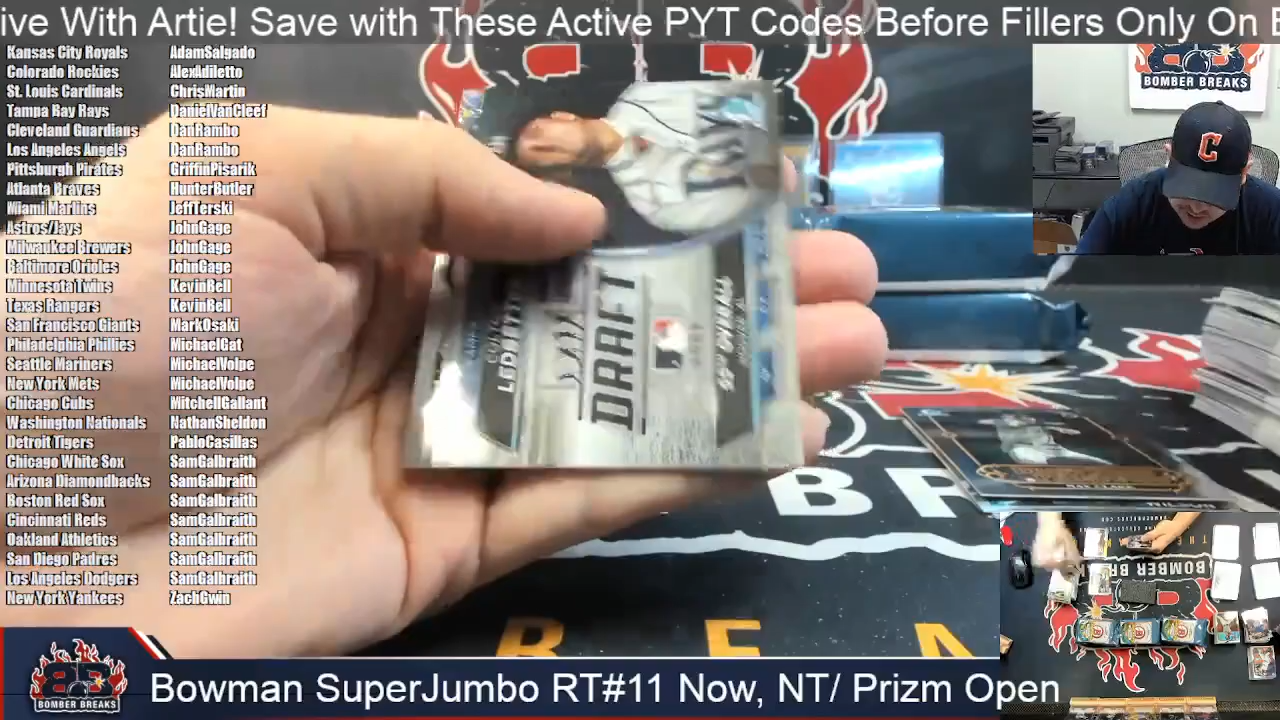 ive With Artie! Save with These Active PYT Codes Before Fillers Only On
Kansas City Royals AdamSalgado
Colorado Rockies AlexAdiletto
St. Louis Cardinals ChrisMartin
Tampa Bay Rays DanielVanCleef
Cleveland Guardians DanRambo
Los Angeles Angels DanRambo
Pittsburgh Pirates GriffinPisarik
Atlanta Braves HunterButler
Miami Marlins JeffTerski
Astros/Jays JohnGage
Milwaukee Brewers JohnGage
Baltimore Orioles JohnGage
Minnesota Twins KevinBell
Texas Rangers KevinBell
San Francisco Giants MarkOsaki
Philadelphia Phillies MichaelGat
Seattle Mariners MichaelVolpe
New York Mets MichaelVolpe
Chicago Cubs MitchellGallant
Washington Nationals NathanSheldon
Detroit Tigers PabloCasillas
Chicago White Sox SamGalbraith
Arizona Diamondbacks SamGalbraith
Boston Red Sox SamGalbraith
Cincinnati Reds SamGalbraith
Oakland Athletics SamGalbraith
San Diego Padres SamGalbraith
Los Angeles Dodgers SamGalbraith
New York Yankees ZachGwin
BOMBER BREAKS
C
DRAFT
B R
B E A
BOMBER BREA
BOMBER BREAKS
Bowman SuperJumbo RT#11 Now, NT/ Prizm Open